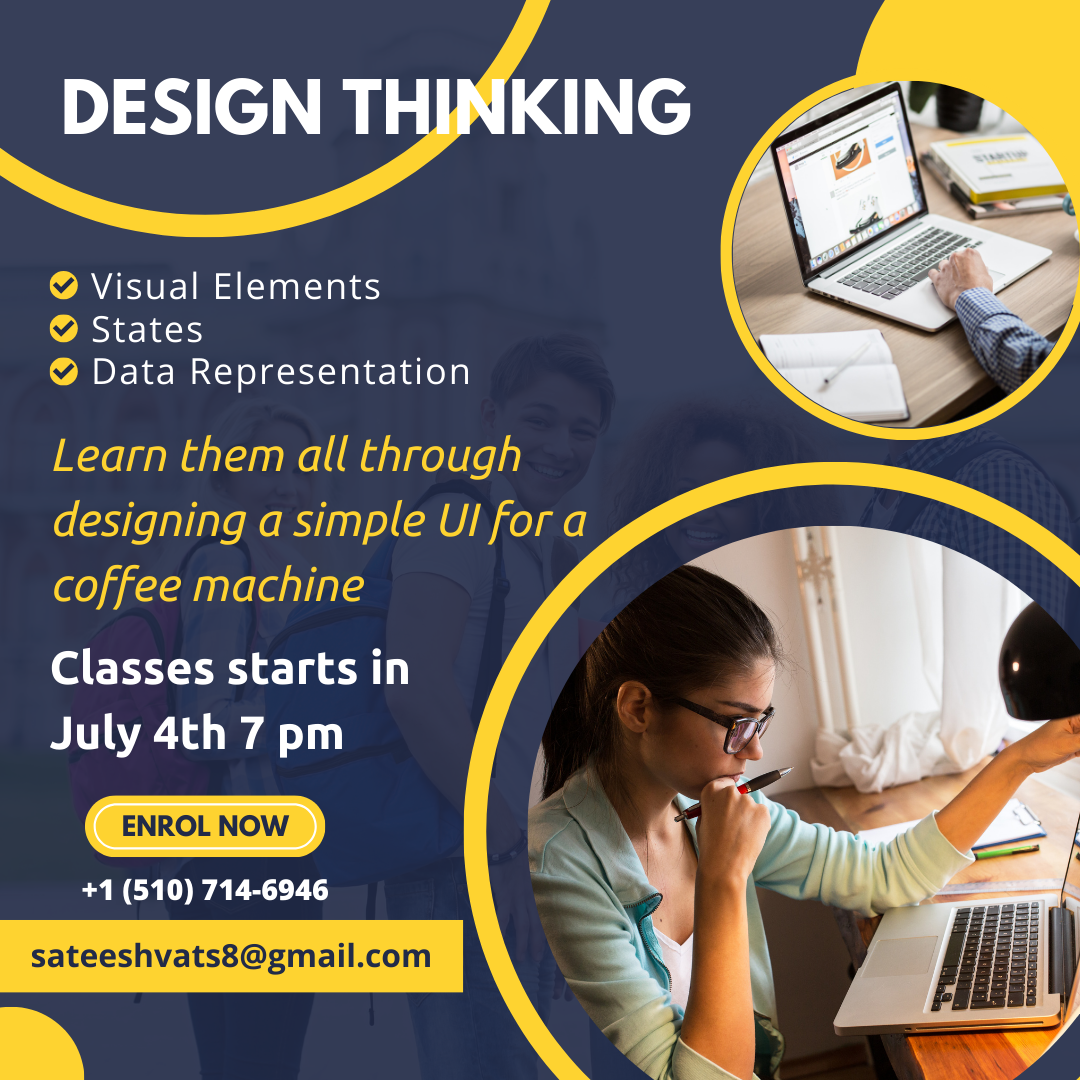 DESIGN THINKING
STARTUP
Visual Elements
States
Data Representation
Learn them all through
designing a simple UI for a
coffee machine
Classes starts in
July 4th 7 pm
ENROL NOW
+1 (510) 714-6946
sateeshvats8@gmail.com